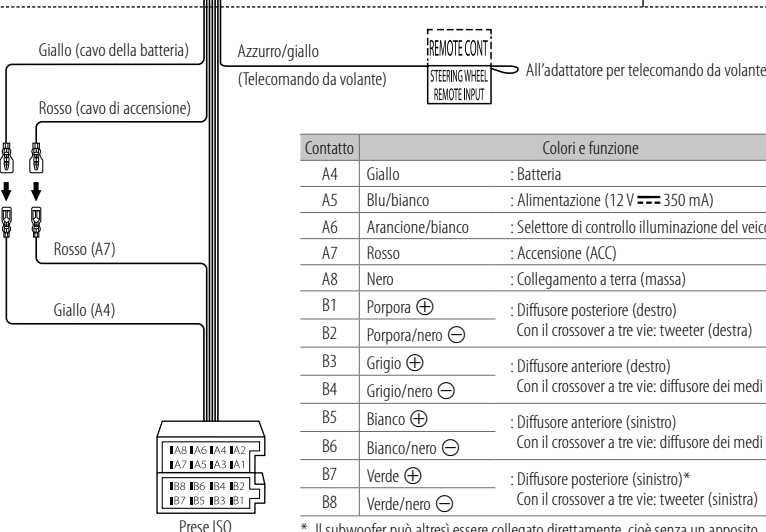 Giallo (cavo della batteria)
Azzurro/giallo
(Telecomando da volante)
REMOTE CONT
STEERING WHEEL
REMOTE INPUT
All'adattatore per telecomando da volante
Rosso (cavo di accensione)
Rosso (A7)
Giallo (A4)
A8 A6 A4 A2
A7 A5 A3 A1
B8 B6 B4 B2
B7 B5 B3 B1
Prese ISO
Contatto Colori e funzione
A4 Giallo : Batteria
A5 Blu/bianco : Alimentazione (12 V ⎓ 350 mA)
A6 Arancione/bianco : Selettore di controllo illuminazione del
A7 Rosso : Accensione (ACC)
A8 Nero : Collegamento a terra (massa)
B1 Porpora ⊕ : Diffusore posteriore (destro)
B2 Porpora/nero ⊖ Con il crossover a tre vie: tweeter (destra)
B3 Grigio ⊕ : Diffusore anteriore (destro)
B4 Grigio/nero ⊖ Con il crossover a tre vie: diffusore dei medi
B5 Bianco ⊕ : Diffusore anteriore (sinistro)
B6 Bianco/nero ⊖ Con il crossover a tre vie: diffusore dei medi
B7 Verde ⊕ : Diffusore posteriore (sinistro)*
B8 Verde/nero ⊖ Con il crossover a tre vie: tweeter (sinistra)
* Il subwoofer può altresì essere collegato direttamente, cioè senza un apposito